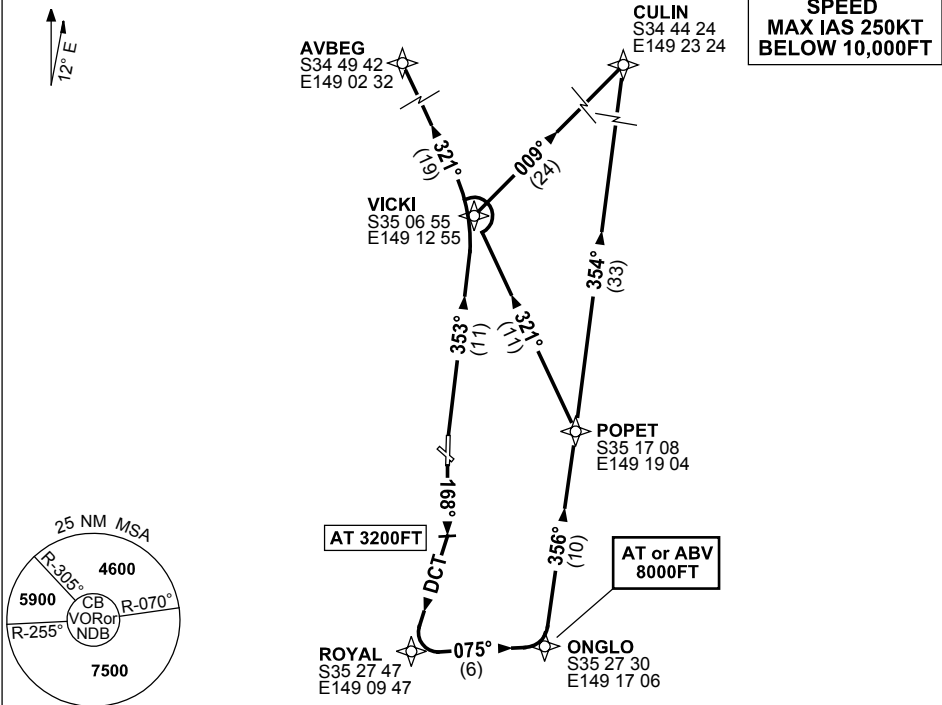 SPEED
MAX IAS 250KT
BELOW 10,000FT
12° E
CULIN
S34 44 24
E149 23 24
AVBEG
S34 49 42
E149 02 32
321°
(19)
009°
(24)
VICKI
S35 06 55
E149 12 55
354°
(33)
353°
(11)
321°
(11)
POPET
S35 17 08
E149 19 04
168°
AT 3200FT
DCT
356°
(10)
AT or ABV
8000FT
ROYAL
S35 27 47
E149 09 47
075°
(6)
ONGLO
S35 27 30
E149 17 06
25 NM MSA
R-305°
4600
5900
CB
VORor
NDB
R-070°
R-255°
7500